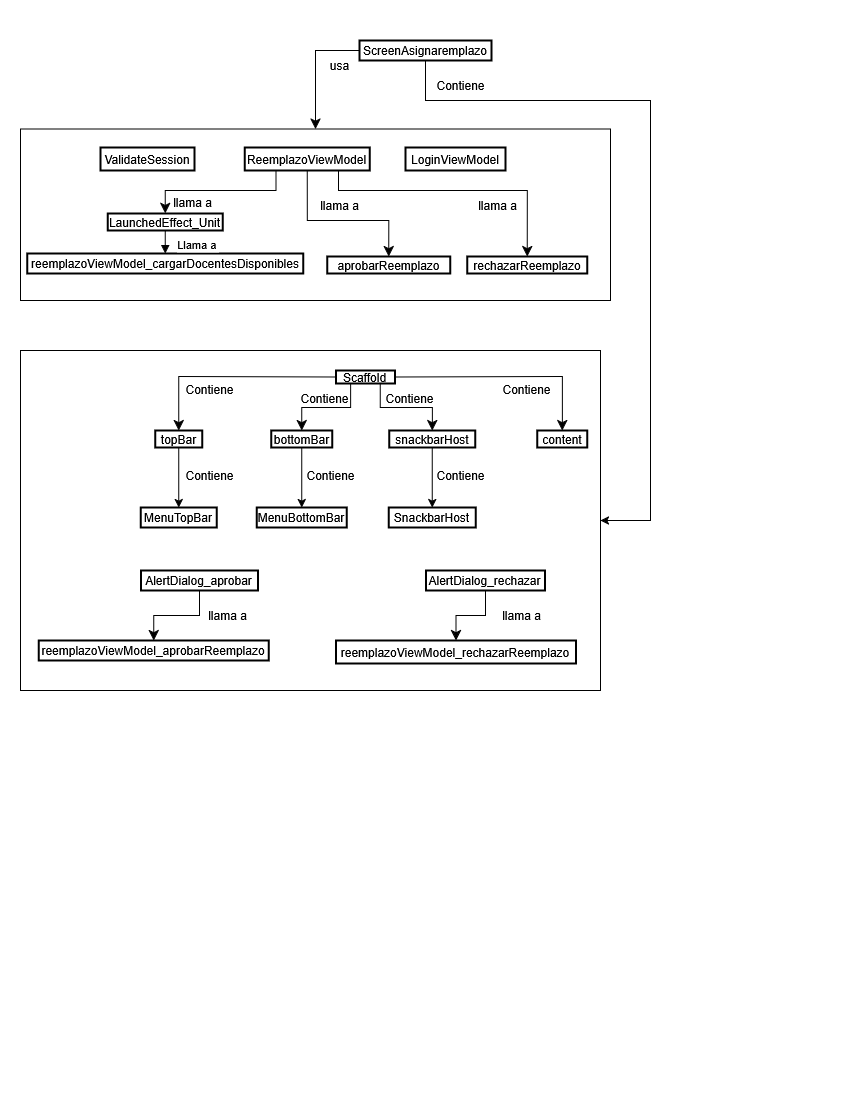 ScreenAsignaremplazo
usa
Contiene
ValidateSession
ReemplazoViewModel
LoginViewModel
llama a
llama a
llama a
LaunchedEffect_Unit
Llama a
reemplazoViewModel_cargarDocentesDisponibles
aprobarReemplazo
rechazarReemplazo
Scaffold
Contiene
Contiene
Contiene
Contiene
topBar
bottomBar
snackbarHost
content
Contiene
Contiene
Contiene
MenuTopBar
MenuBottomBar
SnackbarHost
AlertDialog_aprobar
AlertDialog_rechazar
llama a
llama a
reemplazoViewModel_aprobarReemplazo
reemplazoViewModel_rechazarReemplazo